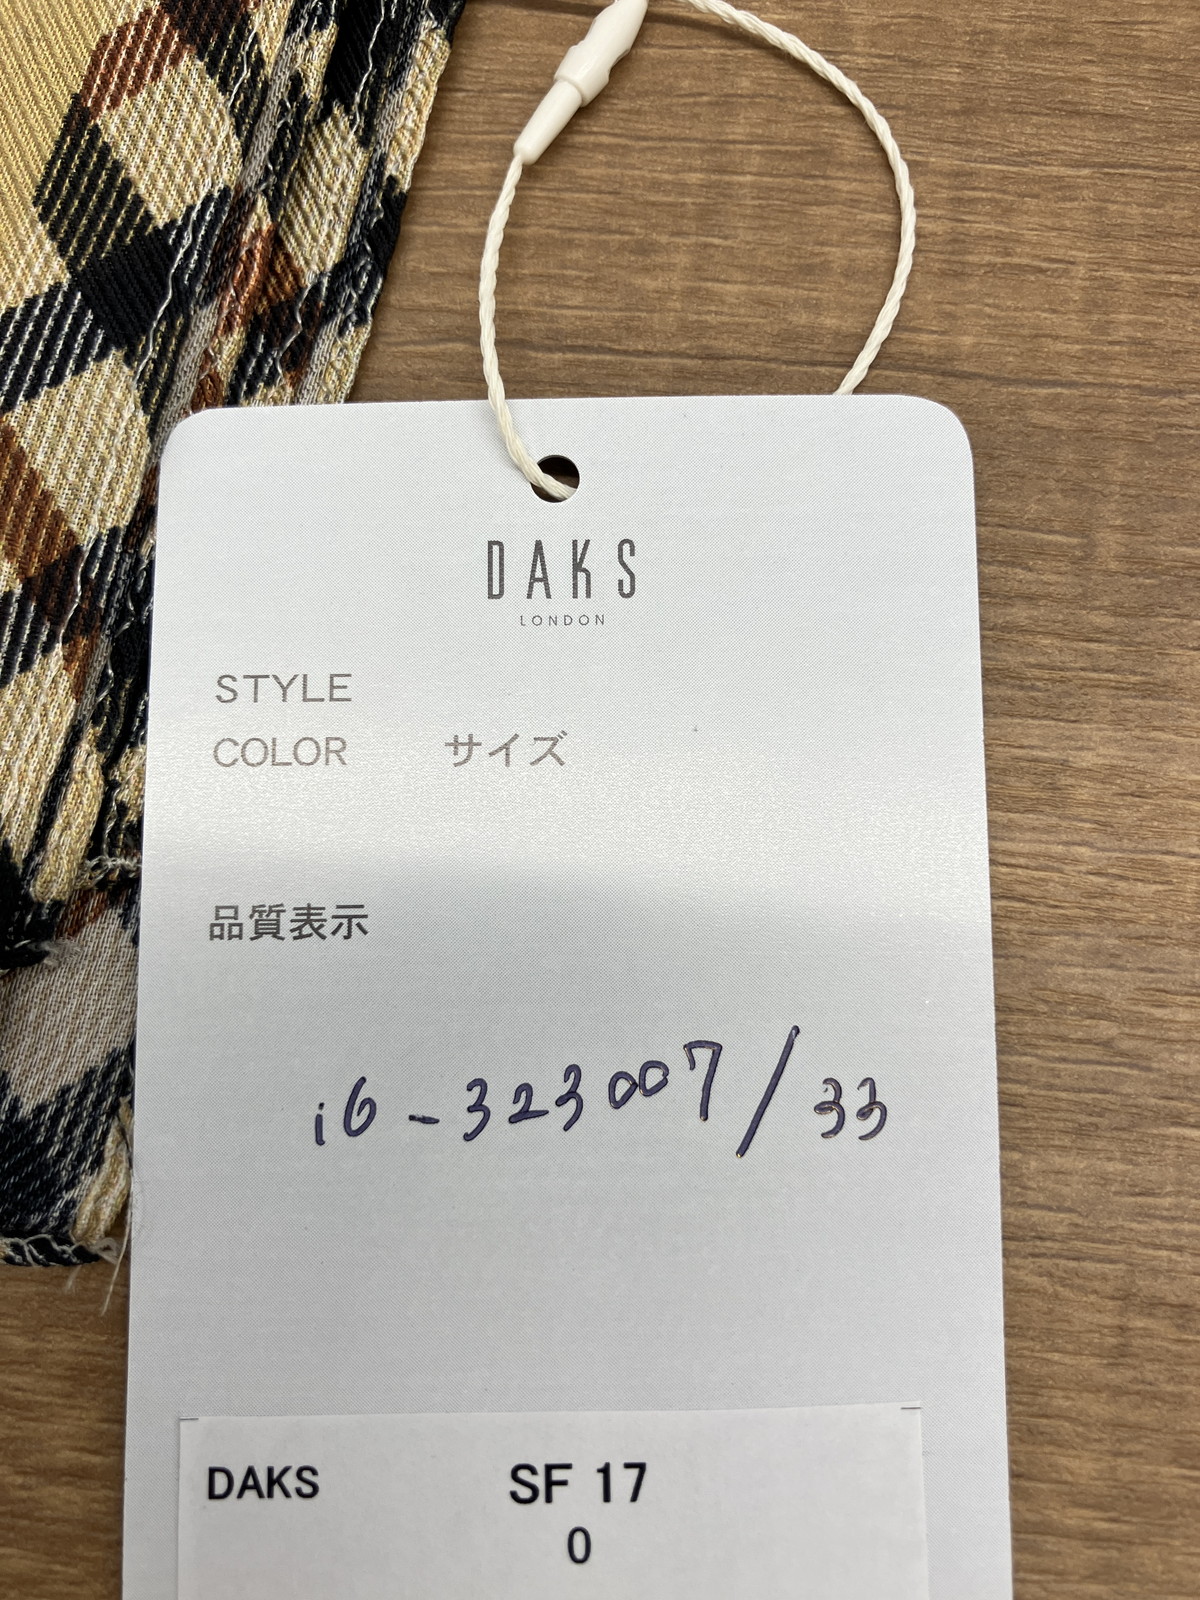 DAKS
LONDON
STYLE
COLOR サイズ
品質表示
i6-323007/33
DAKS SF 17
0